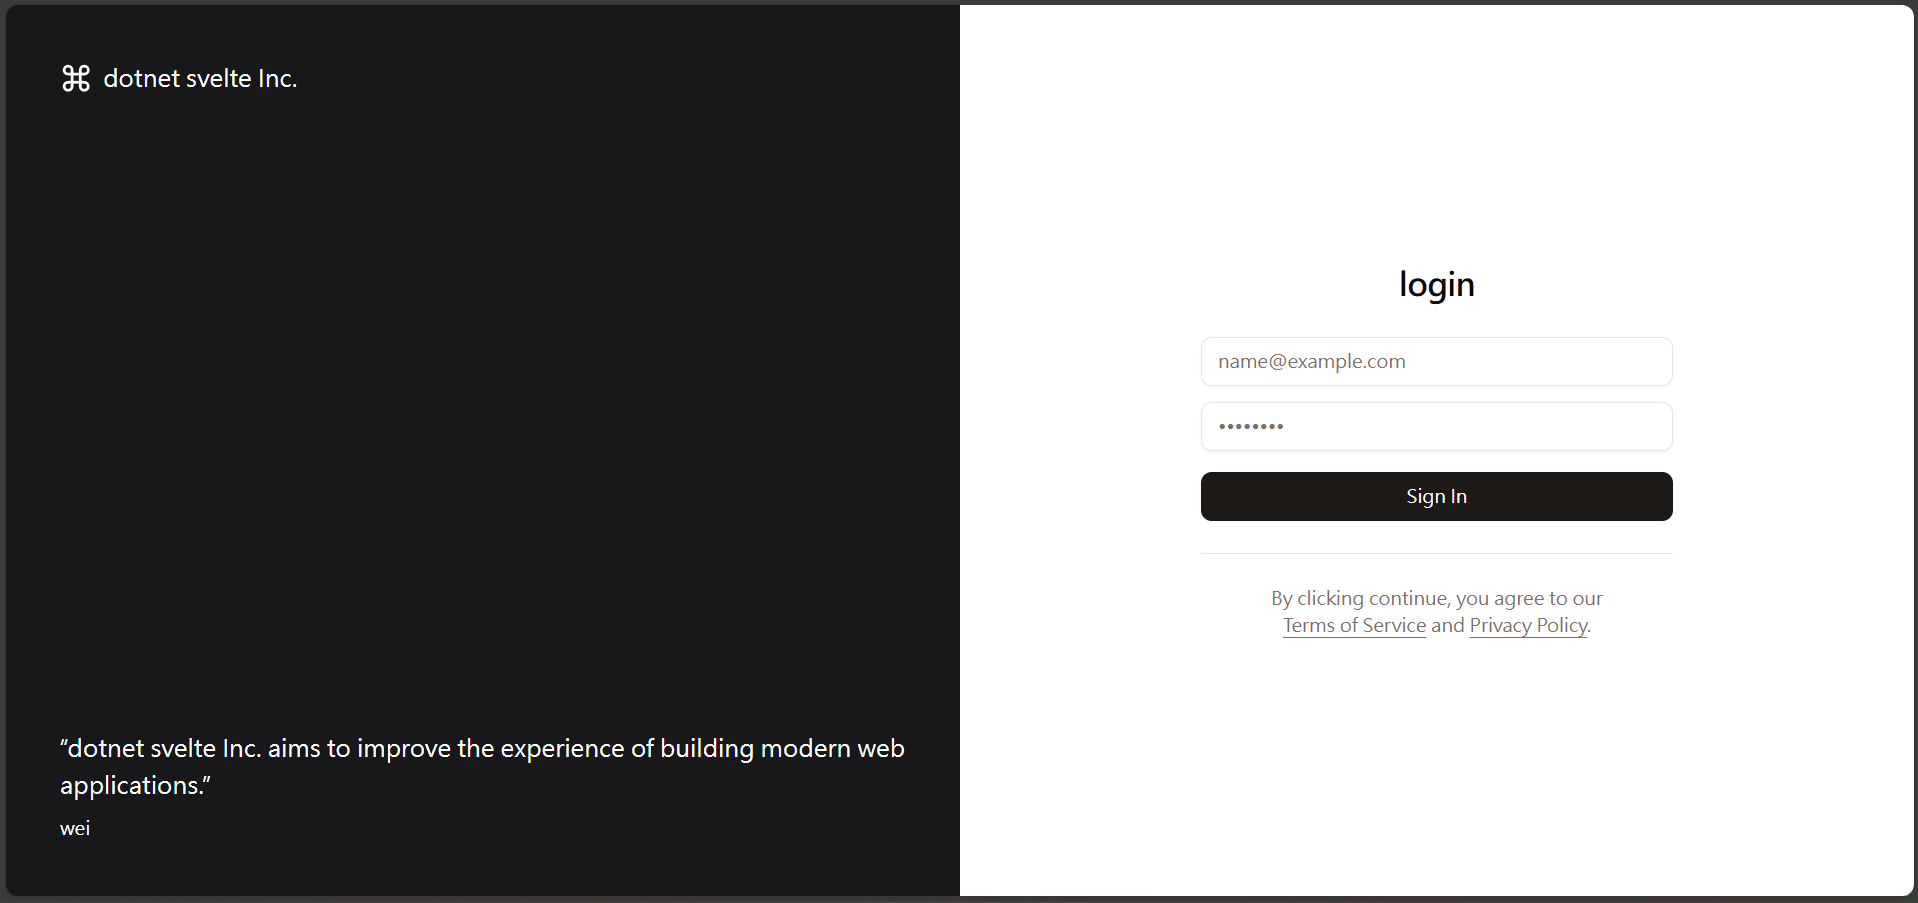 dotnet svelte Inc.
“dotnet svelte Inc. aims to improve the experience of building modern web
applications.”
wei
login
name@example.com
••••••••
Sign In
By clicking continue, you agree to our
Terms of Service and Privacy Policy.